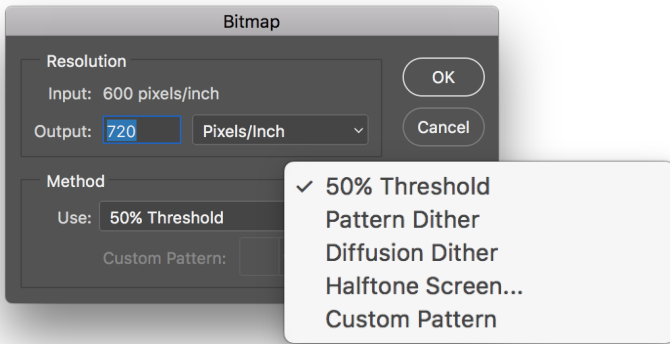 Bitmap
Resolution
Input: 600 pixels/inch
Output: 720 Pixels/Inch
OK
Cancel
Method
Use: 50% Threshold
Custom Pattern:
✓ 50% Threshold
Pattern Dither
Diffusion Dither
Halftone Screen...
Custom Pattern